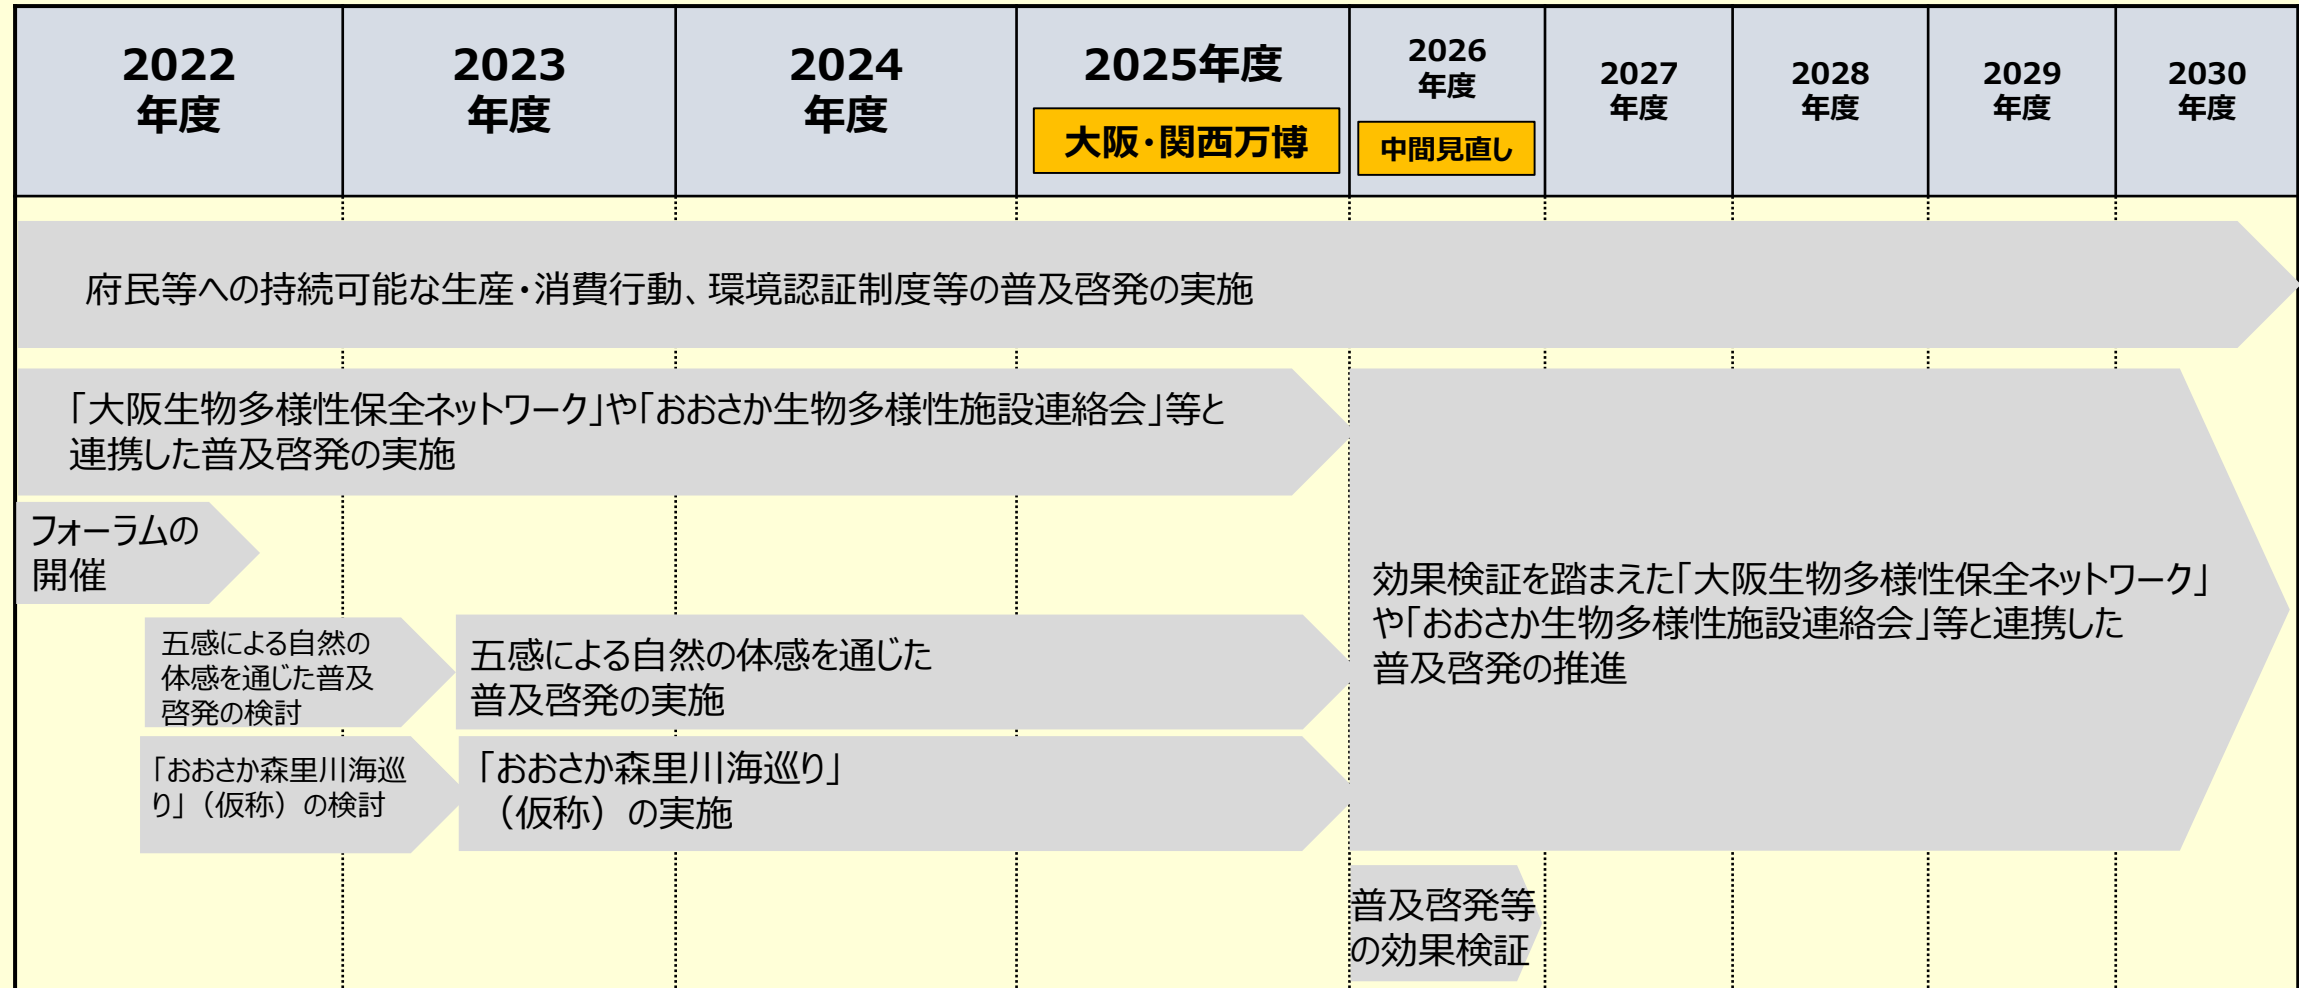 2022
年度
2023
年度
2024
年度
2025年度
大阪・関西万博
2026
年度
中間見直し
2027
年度
2028
年度
2029
年度
2030
年度
府民等への持続可能な生産・消費行動、環境認証制度等の普及啓発の実施
「大阪生物多様性保全ネットワーク」や「おおさか生物多様性施設連絡会」等と
連携した普及啓発の実施
フォーラムの
開催
五感による自然の
体感を通じた普及
啓発の検討
五感による自然の体感を通じた
普及啓発の実施
「おおさか森里川海巡
り」（仮称）の検討
「おおさか森里川海巡り」
（仮称）の実施
効果検証を踏まえた「大阪生物多様性保全ネットワーク」
や「おおさか生物多様性施設連絡会」等と連携した
普及啓発の推進
普及啓発等
の効果検証